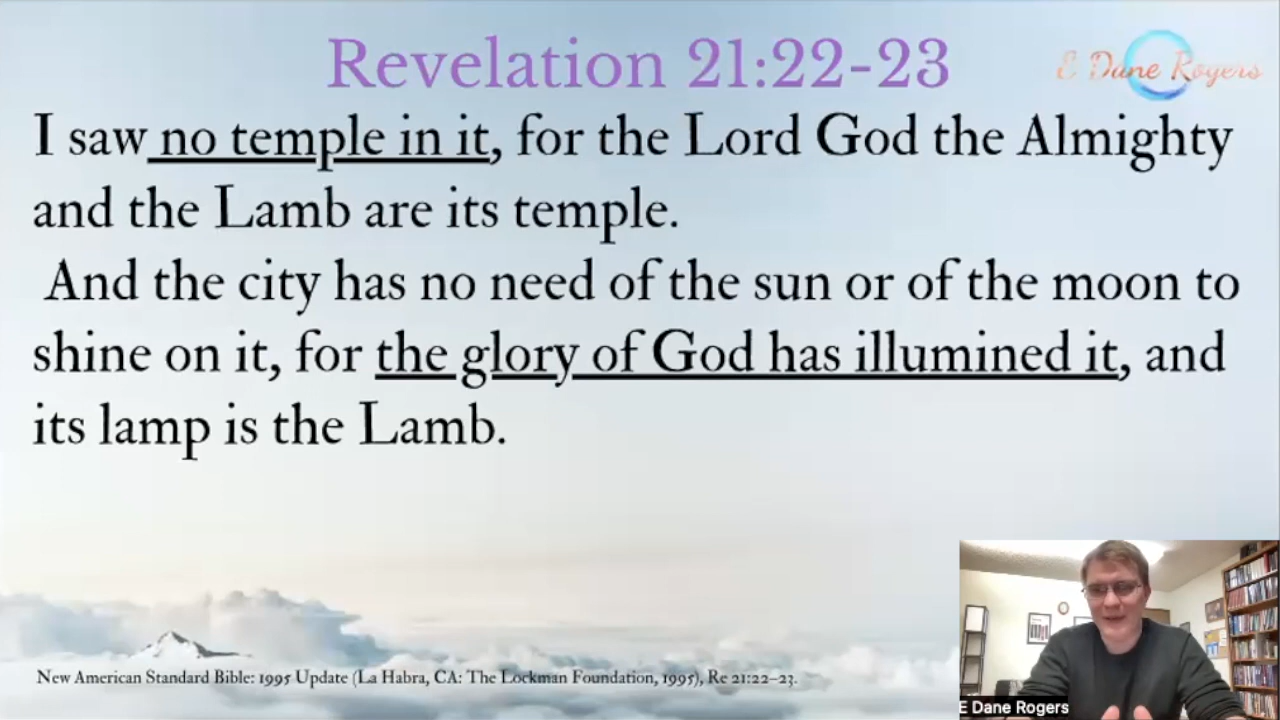 Revelation 21:22-23
E Dane Rogers
I saw no temple in it, for the Lord God the Almighty
and the Lamb are its temple.
And the city has no need of the sun or of the moon to
shine on it, for the glory of God has illumined it, and
its lamp is the Lamb.
New American Standard Bible: 1995 Update (La Habra, CA: The Lockman Foundation, 1995), Re 21:22–23.
E Dane Rogers